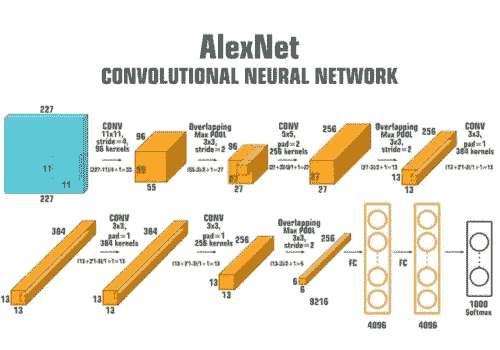 AlexNet
CONVOLUTIONAL NEURAL NETWORK
227
11
11
227
CONV
11x11,
stride=4,
96 kernels
(227-11)/4 + 1 = 55
96
55
55
Overlapping
Max POOL
3x3,
stride=2
(55-3)/2 + 1 = 27
96
27
CONV
5x5,
pad=2
256 kernels
256
27
27
Overlapping
Max POOL
3x3,
stride=2
(27-3)/2 + 1 = 13
256
13
13
CONV
3x3,
pad=1
384 kernels
(13 + 2*1-3)/1 + 1 = 13
384
13
13
CONV
3x3,
pad=1
384 kernels
(13 + 2*1-3)/1 + 1 = 13
384
13
13
CONV
3x3,
pad=1
256 kernels
(13 + 2*1-3)/1 + 1 = 13
256
13
13
Overlapping
Max POOL
3x3,
stride=2
(13-3)/2 + 1 = 6
256
6
6
9216
FC
4096
FC
4096
1000
Softmax